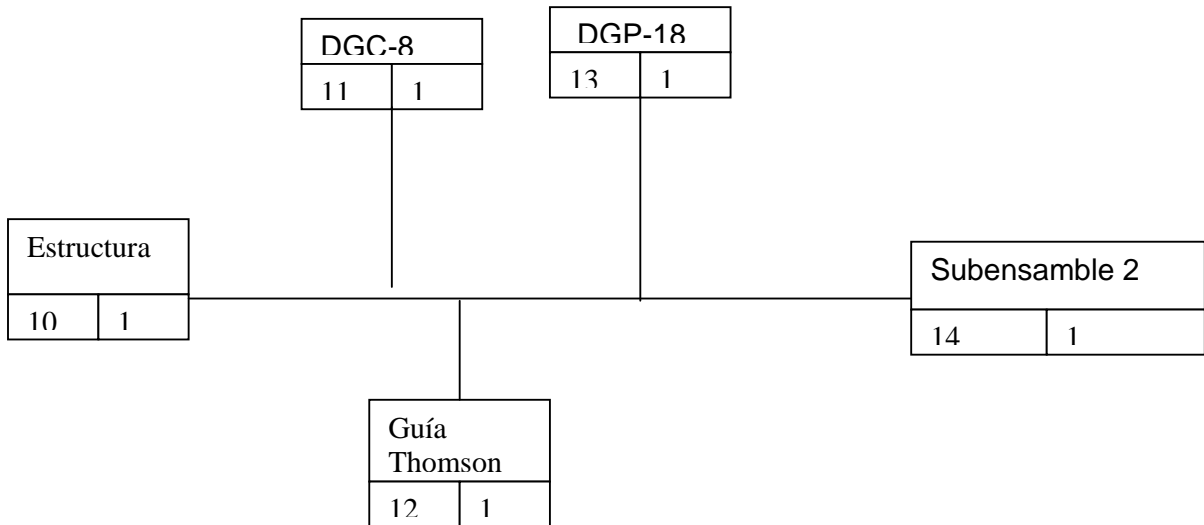 DGC-8
11 1
DGP-18
13 1
Estructura
10 1
Subensamble 2
14 1
Guía
Thomson
12 1